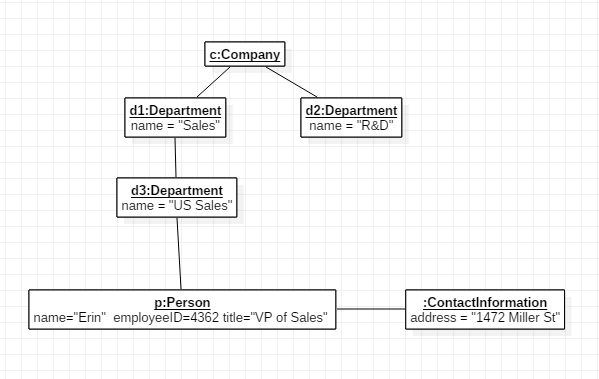 c:Company
d1:Department
name = "Sales"
d2:Department
name = "R&D"
d3:Department
name = "US Sales"
p:Person
name="Erin"  employeeID=4362 title="VP of Sales"
:ContactInformation
address = "1472 Miller St"